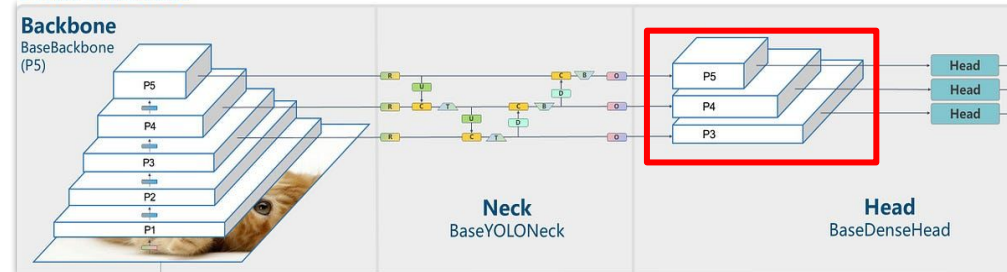 Backbone
BaseBackbone
(P5)
P5
P4
P3
P2
P1
R
U
C
T
R
R
U
C
T
C
D
B
C
D
B
O
O
O
Neck
BaseYOLONeck
P5
P4
P3
Head
Head
Head
Head
BaseDenseHead